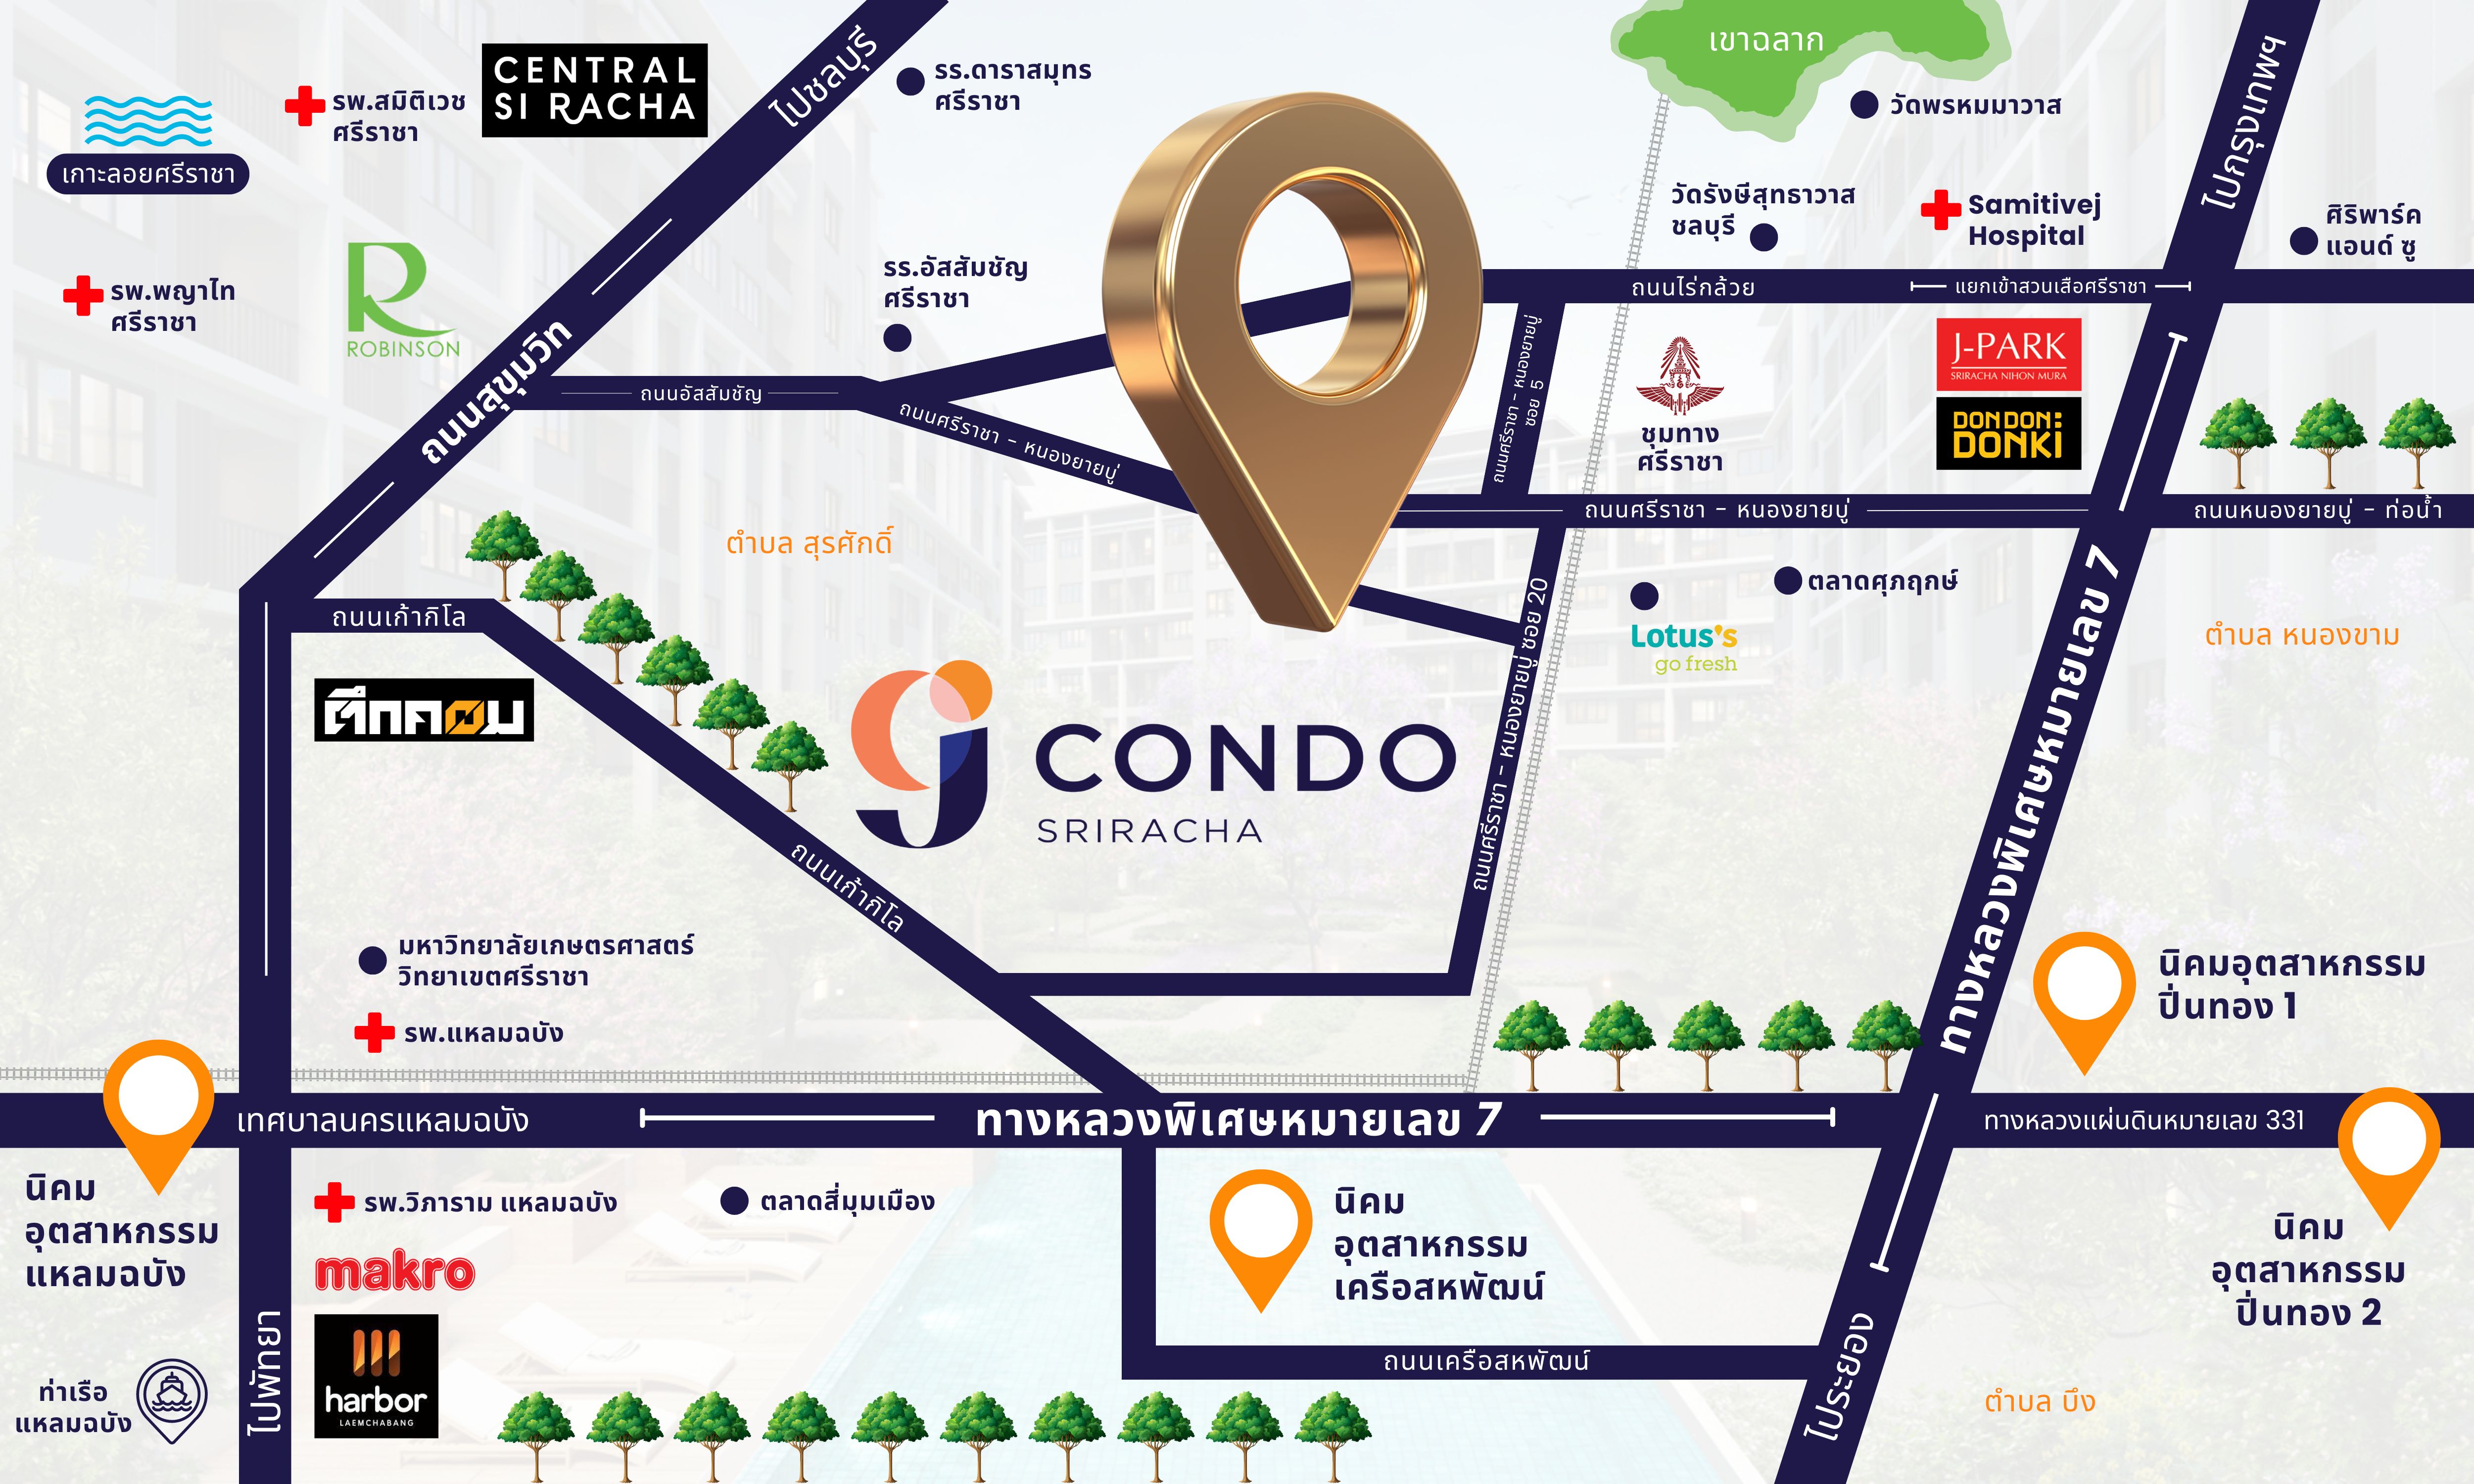 ไปชลบุรี
รร.ดาราสมุทร
ศรีราชา
เขาฉลาก
ไปกรุงเทพฯ
CENTRAL
SI RACHA
รพ.สมิติเวช
ศรีราชา
เกาะลอยศรีราชา
วัดพรหมมาวาส
วัดรังษีสุทธาวาส
ชลบุรี
Samitivej
Hospital
ศิริพาร์ค
แอนด์ ซู
รพ.พญาไท
ศรีราชา
R
ROBINSON
รร.อัสสัมชัญ
ศรีราชา
ถนนไร่กล้วย
แยกเข้าสวนเสือศรีราชา
ถนนสุขุมวิท
ถนนอัสสัมชัญ
ถนนศรีราชา - หนองยายบู่
ถนนศรีราชา - หนองยายบู่
ซอย 5
ชุมทาง
ศรีราชา
J-PARK
SRIRACHA NIHON MURA
DON DON:
DONKI
ถนนศรีราชา - หนองยายบู่
ถนนหนองยายบู่ - ท่อน้ำ
ตำบล สุรศักดิ์
ตลาดศุภฤกษ์
Lotus's
go fresh
ตำบล หนองขาม
ถนนเก้ากิโล
ตึกคอม
CONDO
SRIRACHA
ถนนศรีราชา - หนองยายบู่ ซอย 20
ทางหลวงพิเศษหมายเลข 7
ถนนเก้ากิโล
มหาวิทยาลัยเกษตรศาสตร์
วิทยาเขตศรีราชา
รพ.แหลมฉบัง
นิคมอุตสาหกรรม
ปิ่นทอง 1
เทศบาลนครแหลมฉบัง
ทางหลวงพิเศษหมายเลข 7
ทางหลวงแผ่นดินหมายเลข 331
นิคม
อุตสาหกรรม
แหลมฉบัง
รพ.วิภาราม แหลมฉบัง
ตลาดสี่มุมเมือง
นิคม
อุตสาหกรรม
เครือสหพัฒน์
นิคม
อุตสาหกรรม
ปิ่นทอง 2
makro
harbor
LAEMCHABANG
ท่าเรือ
แหลมฉบัง
ไปพัทยา
ถนนเครือสหพัฒน์
ไประยอง
ตำบล บึง